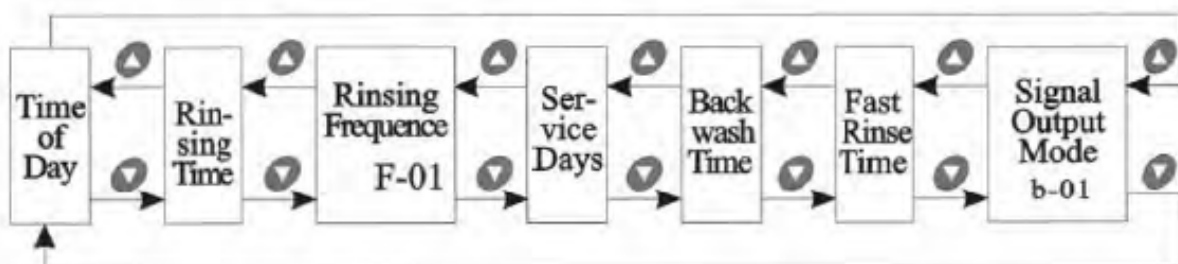 Time
of
Day
Rin-
sing
Time
Rinsing
Frequence
F-01
Ser-
vice
Days
Back
wash
Time
Fast
Rinse
Time
Signal
Output
Mode
b-01